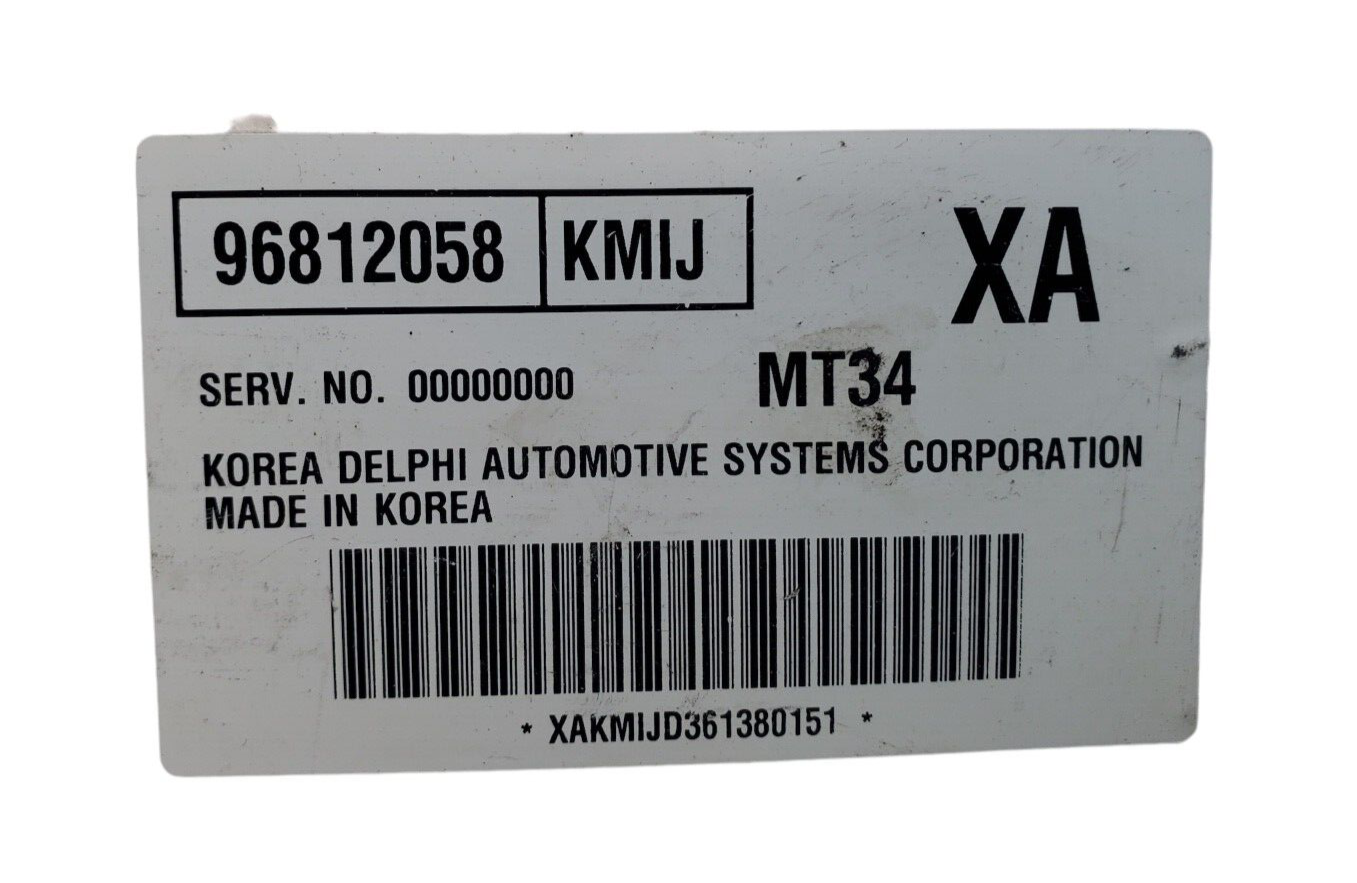 96812058 KMIJ XA
SERV. NO. 00000000 MT34
KOREA DELPHI AUTOMOTIVE SYSTEMS CORPORATION
MADE IN KOREA
* XAKMIJD361380151 *